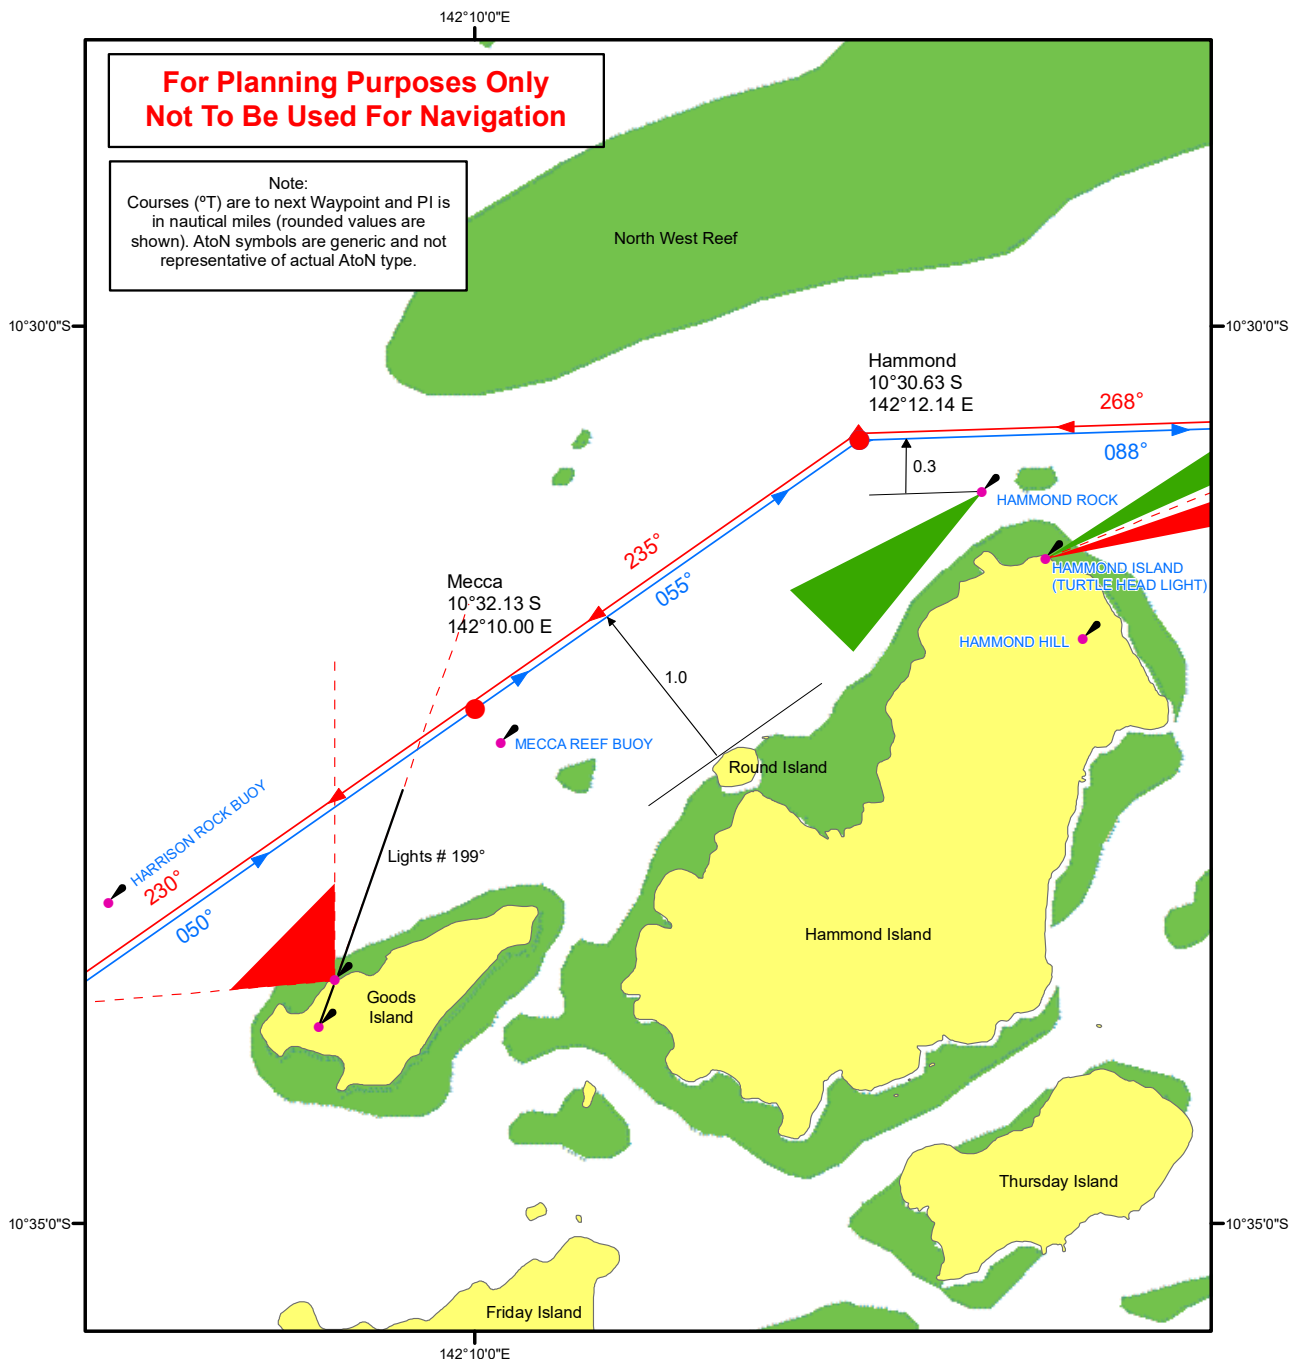 142°10'0"E
For Planning Purposes Only
Not To Be Used For Navigation
Note:
Courses (ºT) are to next Waypoint and PI is
in nautical miles (rounded values are
shown). AtoN symbols are generic and not
representative of actual AtoN type.
North West Reef
10°30'0"S
10°30'0"S
Hammond
10°30.63 S
142°12.14 E
268°
088°
0.3
HAMMOND ROCK
235°
055°
HAMMOND ISLAND
(TURTLE HEAD LIGHT)
Mecca
10°32.13 S
142°10.00 E
HAMMOND HILL
1.0
MECCA REEF BUOY
Round Island
HARRISON ROCK BUOY
230°
050°
Lights # 199°
Hammond Island
Goods
Island
Thursday Island
10°35'0"S
10°35'0"S
Friday Island
142°10'0"E